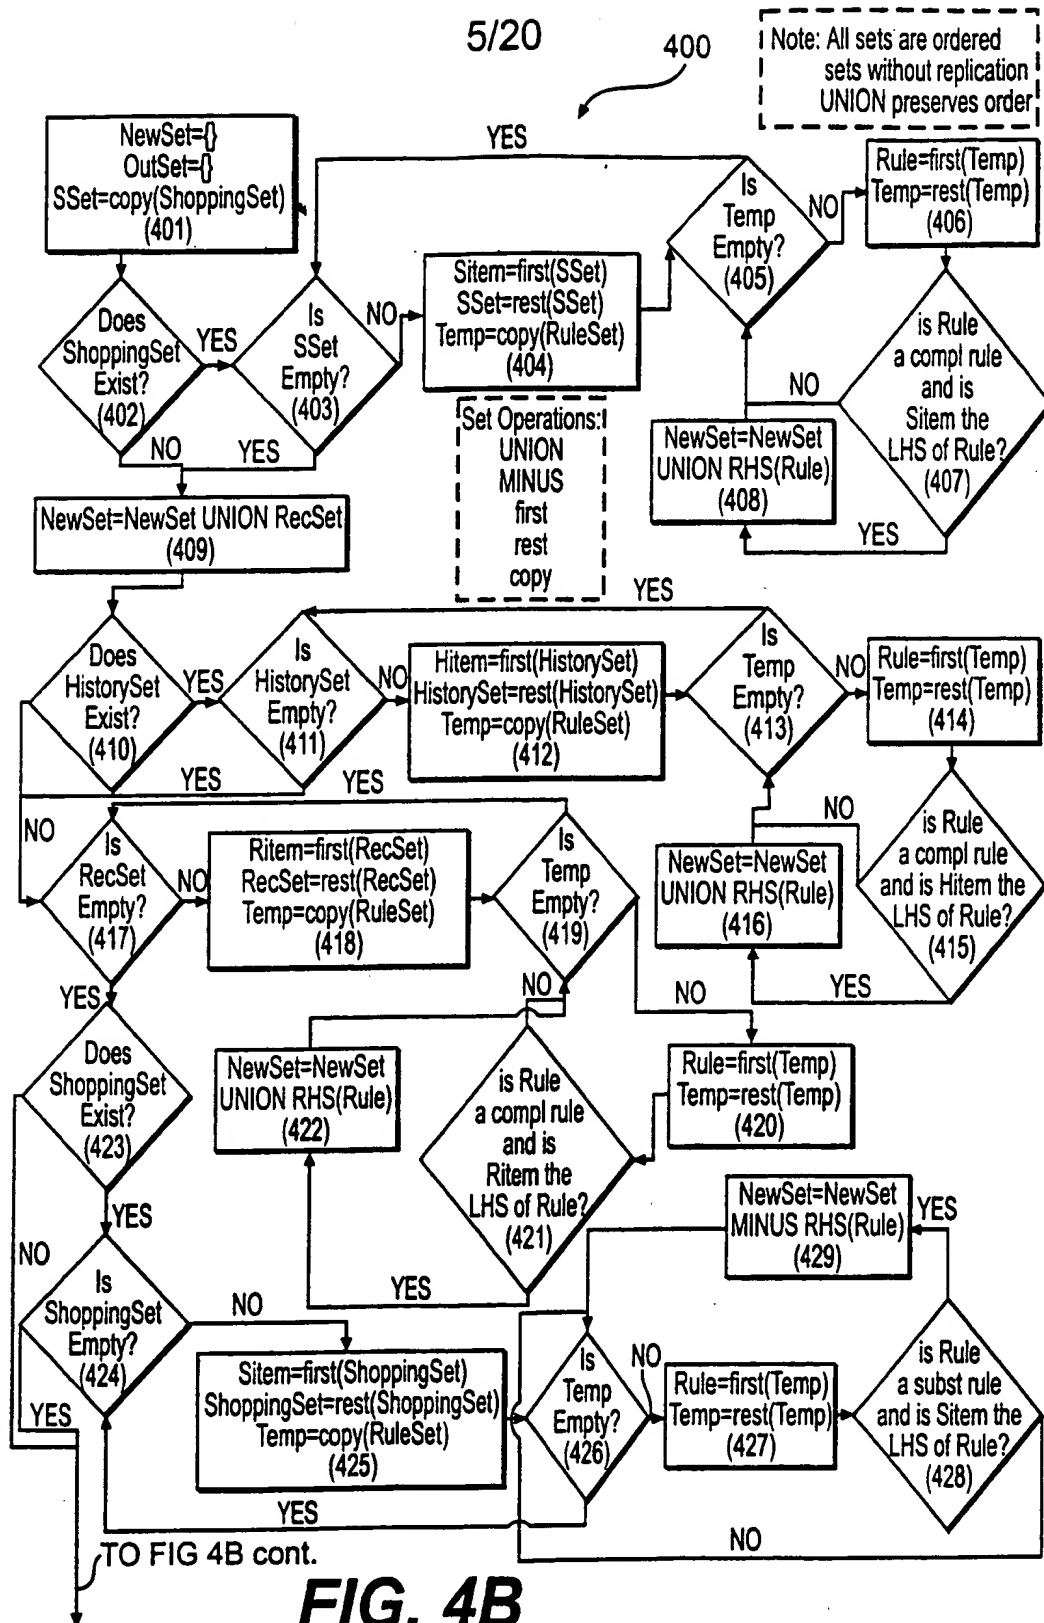 5/20
400
Note: All sets are ordered
sets without replication
UNION preserves order
NewSet={}
OutSet={}
SSet=copy(ShoppingSet)
(401)
YES
Is
Temp
Empty?
(405)
NO
Rule=first(Temp)
Temp=rest(Temp)
(406)
Does
ShoppingSet
Exist?
(402)
YES
Is
SSet
Empty?
(403)
NO
Sitem=first(SSet)
SSet=rest(SSet)
Temp=copy(RuleSet)
(404)
is Rule
a compl rule
and is
Sitem the
LHS of Rule?
(407)
NO
NewSet=NewSet
UNION RHS(Rule)
(408)
YES
Set Operations:
UNION
MINUS
first
rest
copy
NO
YES
NewSet=NewSet UNION RecSet
(409)
YES
Does
HistorySet
Exist?
(410)
YES
Is
HistorySet
Empty?
(411)
NO
Hitem=first(HistorySet)
HistorySet=rest(HistorySet)
Temp=copy(RuleSet)
(412)
Is
Temp
Empty?
(413)
NO
Rule=first(Temp)
Temp=rest(Temp)
(414)
YES
YES
NO
Is
RecSet
Empty?
(417)
NO
Ritem=first(RecSet)
RecSet=rest(RecSet)
Temp=copy(RuleSet)
(418)
Is
Temp
Empty?
(419)
NO
NewSet=NewSet
UNION RHS(Rule)
(416)
is Rule
a compl rule
and is Hitem the
LHS of Rule?
(415)
YES
YES
NO
NO
Does
ShoppingSet
Exist?
(423)
NewSet=NewSet
UNION RHS(Rule)
(422)
is Rule
a compl rule
and is
Ritem the
LHS of Rule?
(421)
Rule=first(Temp)
Temp=rest(Temp)
(420)
YES
NO
YES
NewSet=NewSet
MINUS RHS(Rule)
(429)
YES
Is
ShoppingSet
Empty?
(424)
NO
YES
Sitem=first(ShoppingSet)
ShoppingSet=rest(ShoppingSet)
Temp=copy(RuleSet)
(425)
Is
Temp
Empty?
(426)
NO
Rule=first(Temp)
Temp=rest(Temp)
(427)
is Rule
a subst rule
and is Sitem the
LHS of Rule?
(428)
YES
NO
TO FIG 4B cont.
FIG. 4B